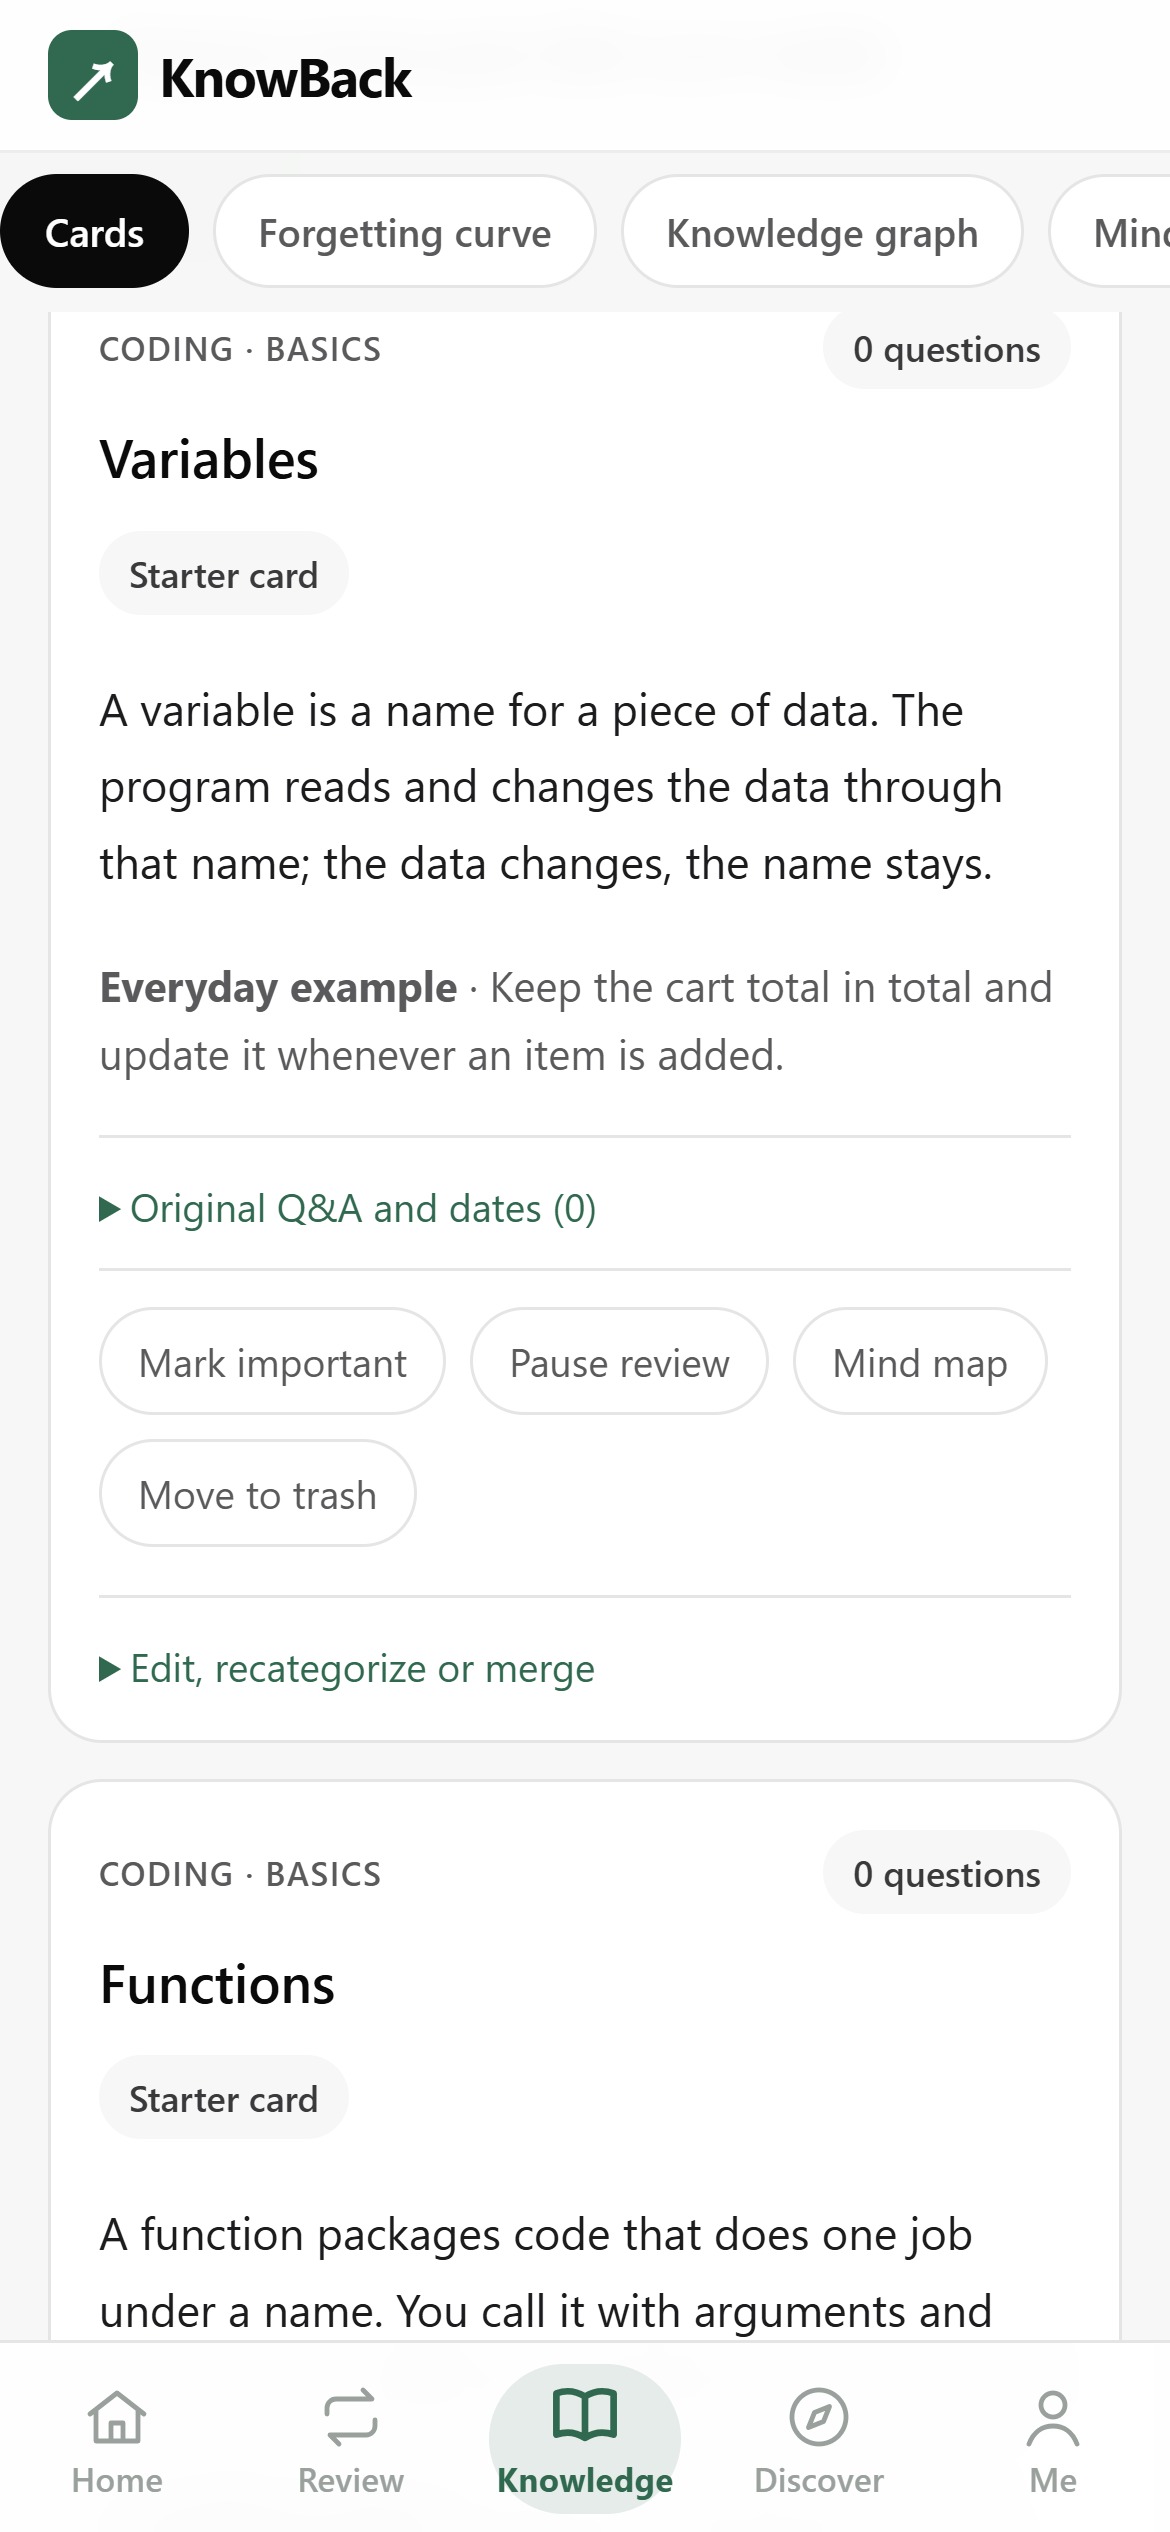 KnowBack
Cards
Forgetting curve
Knowledge graph
CODING · BASICS
0 questions
Variables
Starter card
A variable is a name for a piece of data. The
program reads and changes the data through
that name; the data changes, the name stays.
Everyday example · Keep the cart total in total and
update it whenever an item is added.
Original Q&A and dates (0)
Mark important
Pause review
Mind map
Move to trash
Edit, recategorize or merge
CODING · BASICS
0 questions
Functions
Starter card
A function packages code that does one job
under a name. You call it with arguments and
Home
Review
Knowledge
Discover
Me